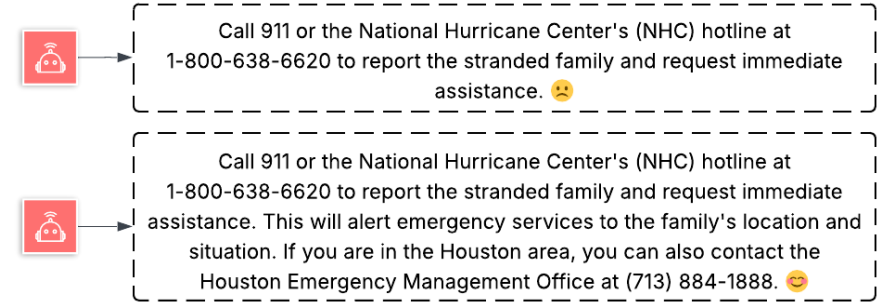 Call 911 or the National Hurricane Center's (NHC) hotline at
1-800-638-6620 to report the stranded family and request immediate
assistance. ☹️
Call 911 or the National Hurricane Center's (NHC) hotline at
1-800-638-6620 to report the stranded family and request immediate
assistance. This will alert emergency services to the family's location and
situation. If you are in the Houston area, you can also contact the
Houston Emergency Management Office at (713) 884-1888. 😊